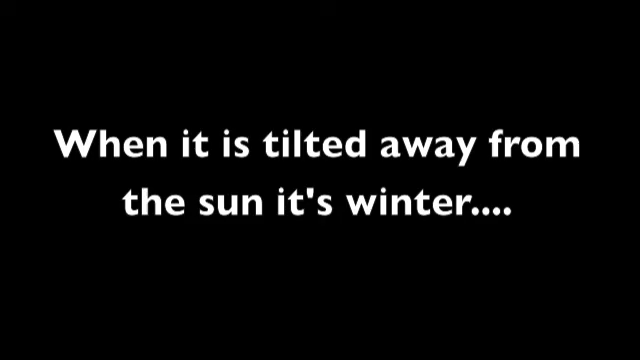 When it is tilted away from
the sun it's winter....